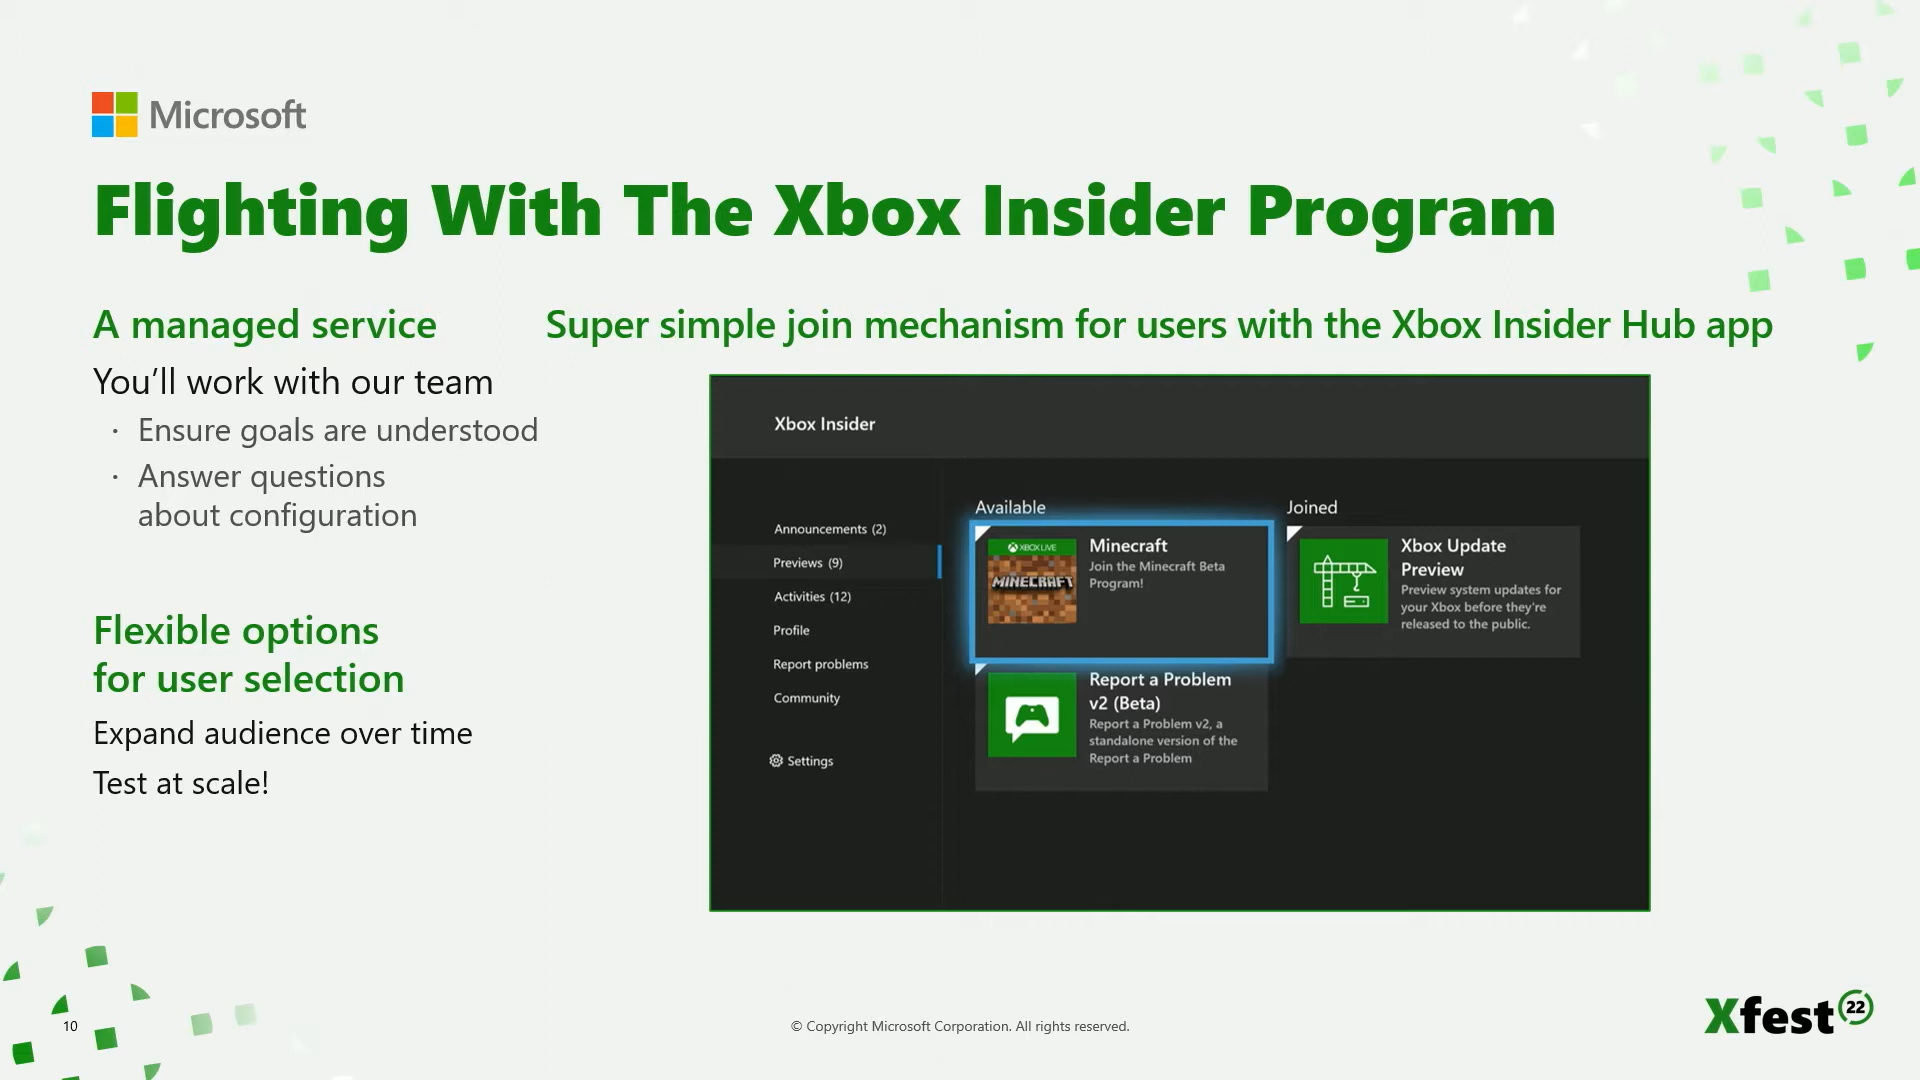 Microsoft
Flighting With The Xbox Insider Program
A managed service
You'll work with our team
· Ensure goals are understood
· Answer questions
about configuration
Flexible options
for user selection
Expand audience over time
Test at scale!
Super simple join mechanism for users with the Xbox Insider Hub app
Xbox Insider
Announcements (2)
Previews (9)
Activities (12)
Profile
Report problems
Community
Settings
Available
XBOX LIVE
MINECRAFT
Minecraft
Join the Minecraft Beta
Program!
Report a Problem
v2 (Beta)
Report a Problem v2, a
standalone version of the
Report a Problem
Joined
Xbox Update
Preview
Preview system updates for
your Xbox before they're
released to the public.
10
© Copyright Microsoft Corporation. All rights reserved.
Xfest 22